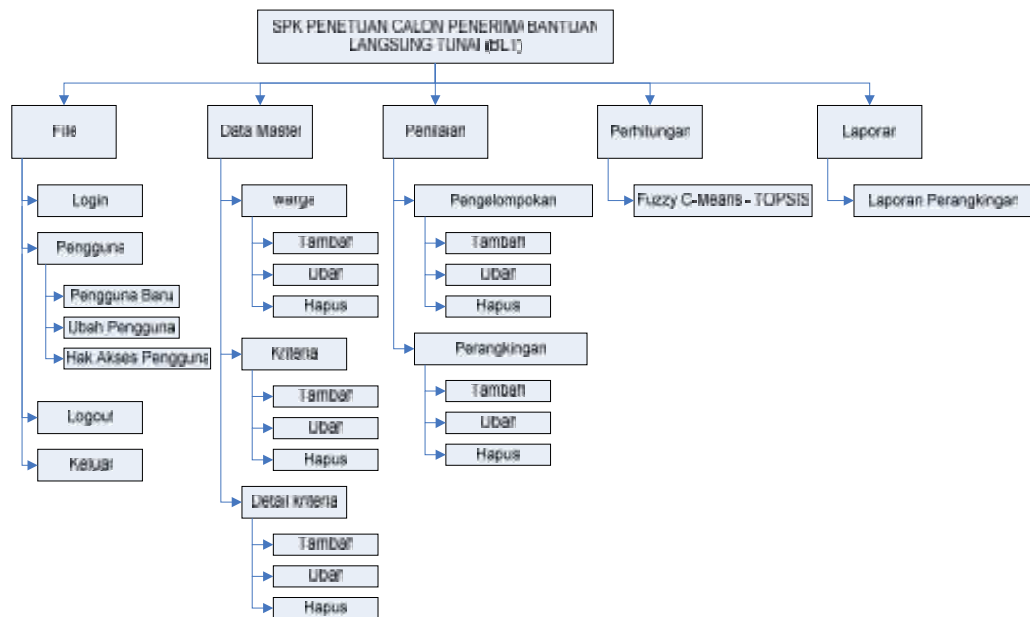 SPK PENETUAN CALON PENERIMA BANTUAN
LANGSUNG TUNAI (BLT)
File
Data Master
Penilaian
Perhitungan
Laporan
Login
Pengguna
Pengguna Baru
Ubah Pengguna
Hak Akses Pengguna
Logout
Keluar
warga
Tambah
Ubah
Hapus
Kriteria
Tambah
Ubah
Hapus
Detail kriteria
Tambah
Ubah
Hapus
Pengelompokan
Tambah
Ubah
Hapus
Perangkingan
Tambah
Ubah
Hapus
Fuzzy C-Means - TOPSIS
Laporan Perangkingan